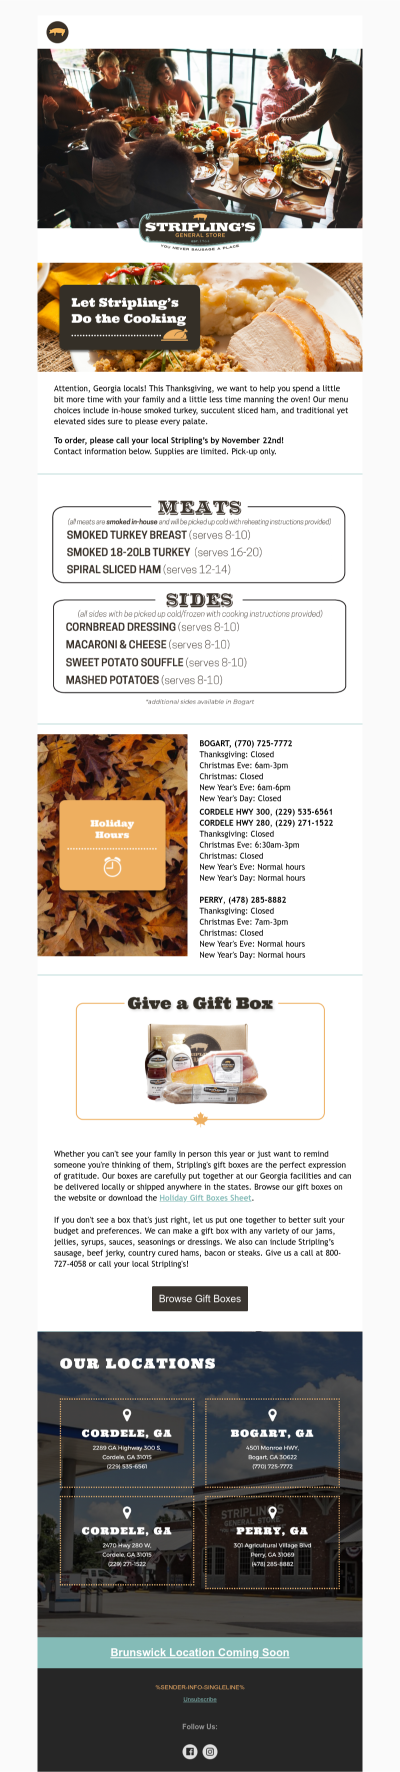 STRIPLING'S
GENERAL STORE
YOU NEVER SAUSAGE A PLACE
Let Stripling's
Do the Cooking
Attention, Georgia locals! This Thanksgiving, we want to help you spend a little
bit more time with your family and a little less time manning the oven! Our menu
choices include in-house smoked turkey, succulent sliced ham, and traditional yet
elevated sides sure to please every palate.
To order, please call your local Stripling's by November 22nd!
Contact information below. Supplies are limited. Pick-up only.
MEATS
(all meats are smoked in-house and will be picked up cold with reheating instructions provided)
SMOKED TURKEY BREAST (serves 8-10)
SMOKED 18-20LB TURKEY (serves 16-20)
SPIRAL SLICED HAM (serves 12-14)
SIDES
(all sides with be picked up cold/frozen with cooking instructions provided)
CORNBREAD DRESSING (serves 8-10)
MACARONI & CHEESE (serves 8-10)
SWEET POTATO SOUFFLE (serves 8-10)
MASHED POTATOES (serves 8-10)
*additional sides available in Bogart
Holiday
Hours
BOGART, (770) 725-7772
Thanksgiving: Closed
Christmas Eve: 6am-3pm
Christmas: Closed
New Year's Eve: 6am-6pm
New Year's Day: Closed
CORDELE HWY 300, (229) 535-6561
CORDELE HWY 280, (229) 271-1522
Thanksgiving: Closed
Christmas Eve: 6:30am-3pm
Christmas: Closed
New Year's Eve: Normal hours
New Year's Day: Normal hours
PERRY, (478) 285-8882
Thanksgiving: Closed
Christmas Eve: 7am-3pm
Christmas: Closed
New Year's Eve: Normal hours
New Year's Day: Normal hours
Give a Gift Box
Whether you can't see your family in person this year or just want to remind
someone you're thinking of them, Stripling's gift boxes are the perfect expression
of gratitude. Our boxes are carefully put together at our Georgia facilities and can
be delivered locally or shipped anywhere in the states. Browse our gift boxes on
the website or download the Holiday Gift Boxes Sheet.
If you don't see a box that's just right, let us put one together to better suit your
budget and preferences. We can make a gift box with any variety of our jams,
jellies, syrups, sauces, seasonings or dressings. We also can include Stripling's
sausage, beef jerky, country cured hams, bacon or steaks. Give us a call at 800-
727-4058 or call your local Stripling's!
Browse Gift Boxes
OUR LOCATIONS
CORDELE, GA
2289 GA Highway 300 S,
Cordele, GA 31015
(229) 535-6561
BOGART, GA
4501 Monroe HWY,
Bogart, GA 30622
(770) 725-7772
CORDELE, GA
2470 Hwy 280 W,
Cordele, GA 31015
(229) 271-1522
STRIPLING'S
GENERAL STORE
PERRY, GA
301 Agricultural Village Blvd
Perry, GA 31069
(478) 285-8882
Brunswick Location Coming Soon
%SENDER-INFO-SINGLELINE%
Unsubscribe
Follow Us: